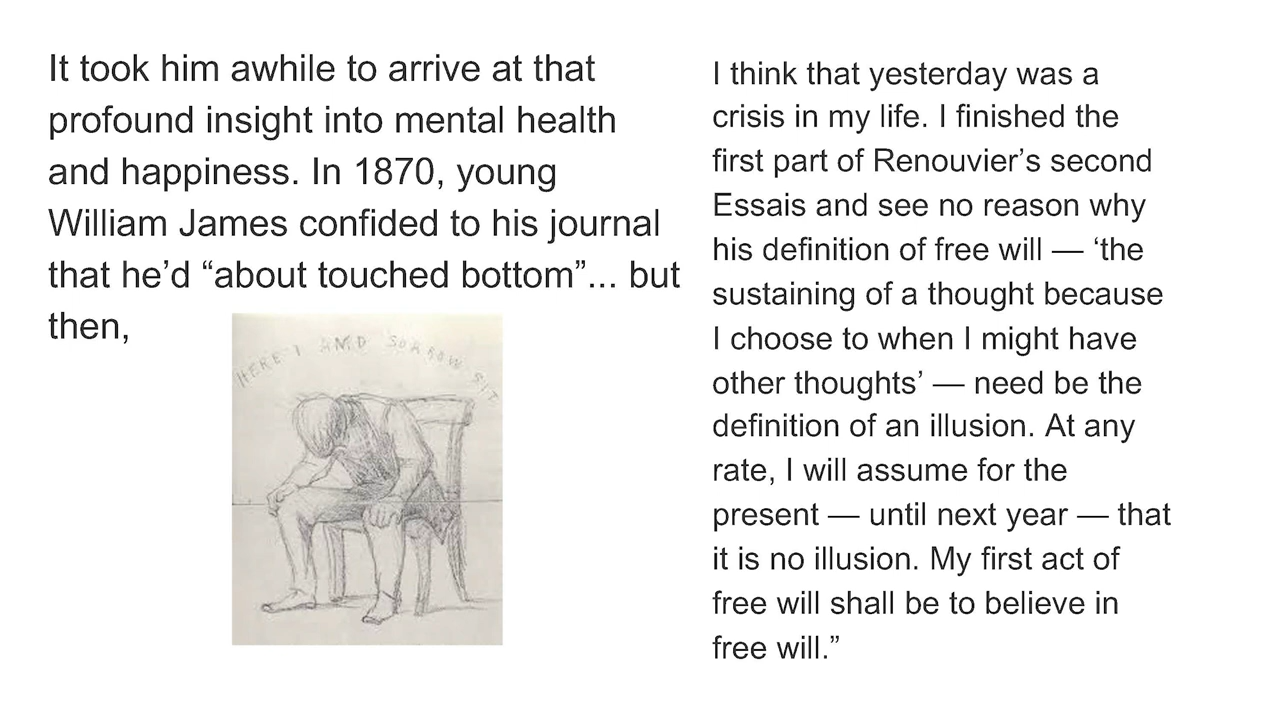 It took him awhile to arrive at that
profound insight into mental health
and happiness. In 1870, young
William James confided to his journal
that he’d “about touched bottom”... but
then,
HERE I AND SORROW SIT
I think that yesterday was a
crisis in my life. I finished the
first part of Renouvier’s second
Essais and see no reason why
his definition of free will — ‘the
sustaining of a thought because
I choose to when I might have
other thoughts’ — need be the
definition of an illusion. At any
rate, I will assume for the
present — until next year — that
it is no illusion. My first act of
free will shall be to believe in
free will.”